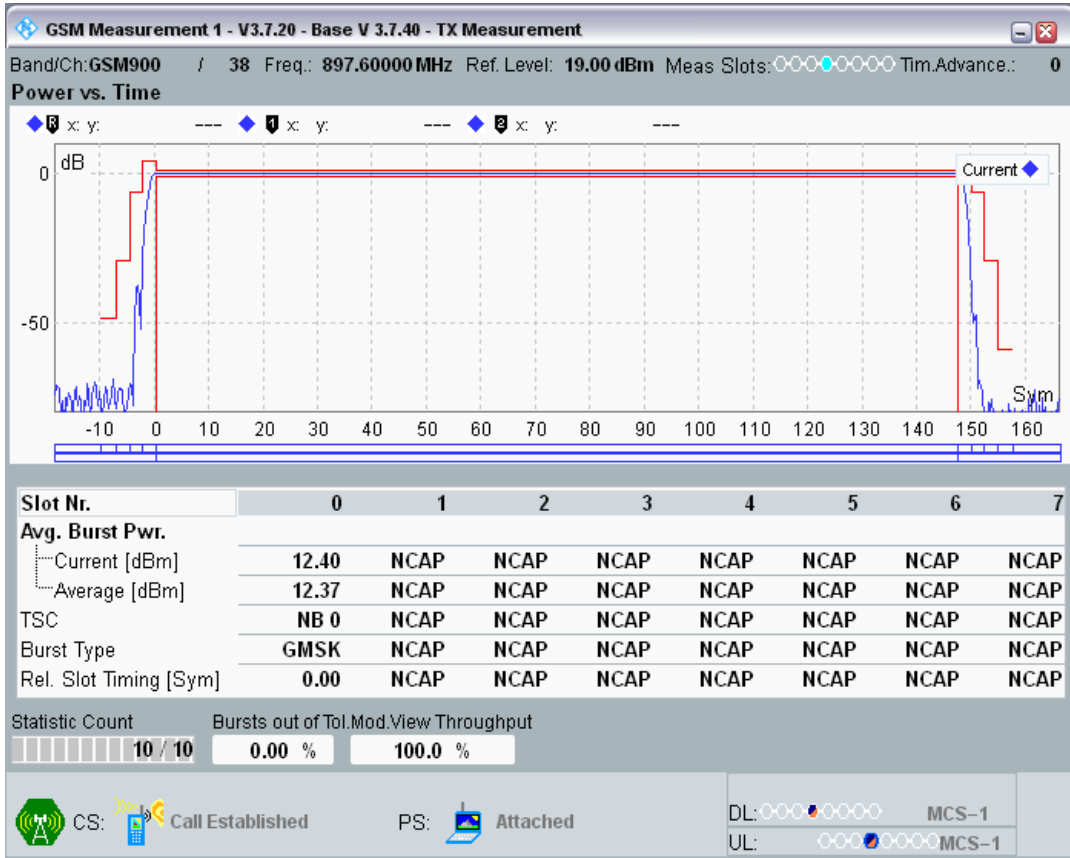 GSM Measurement 1 - V3.7.20 - Base V 3.7.40 - TX Measurement
Band/Ch:GSM900 / 38 Freq.: 897.60000 MHz Ref. Level: 19.00 dBm Meas Slots: Tim.Advance.: 0
Power vs. Time
R x: y: --- 1 x: y: --- 2 x: y: ---
dB
Current
0
-50
Sym
-10 0 10 20 30 40 50 60 70 80 90 100 110 120 130 140 150 160
Slot Nr. 0 1 2 3 4 5 6 7
Avg. Burst Pwr.
Current [dBm] 12.40 NCAP NCAP NCAP NCAP NCAP NCAP NCAP
Average [dBm] 12.37 NCAP NCAP NCAP NCAP NCAP NCAP NCAP
TSC NB 0 NCAP NCAP NCAP NCAP NCAP NCAP NCAP
Burst Type GMSK NCAP NCAP NCAP NCAP NCAP NCAP NCAP
Rel. Slot Timing [Sym] 0.00 NCAP NCAP NCAP NCAP NCAP NCAP NCAP
Statistic Count Bursts out of Tol.Mod.View Throughput
10 / 10 0.00 % 100.0 %
CS: Call Established PS: Attached
DL: MCS-1
UL: MCS-1